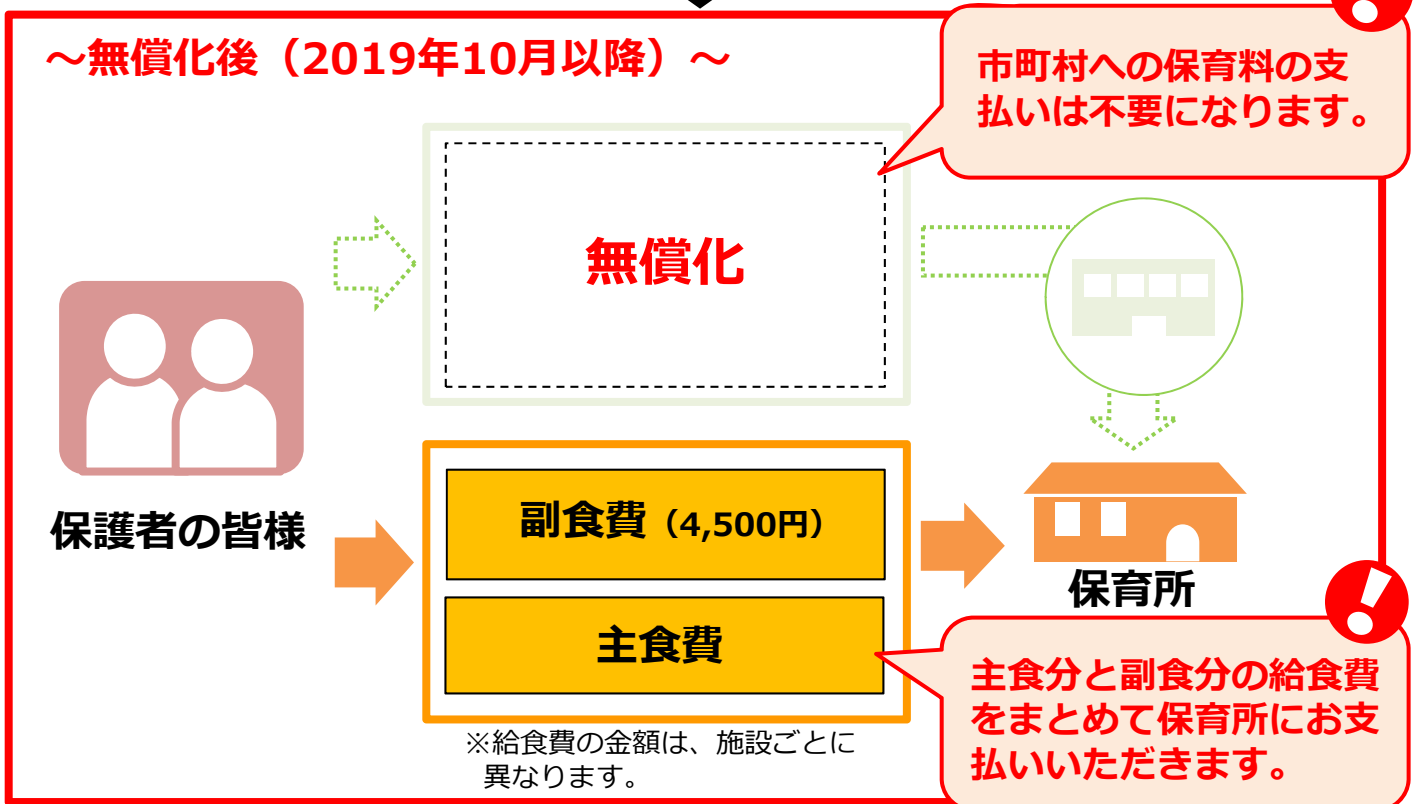 ～無償化後（2019年10月以降）～
市町村への保育料の支
払いは不要になります。
無償化
保護者の皆様
副食費（4,500円）
主食費
保育所
※給食費の金額は、施設ごとに
異なります。
主食分と副食分の給食費
をまとめて保育所にお支
払いいただきます。